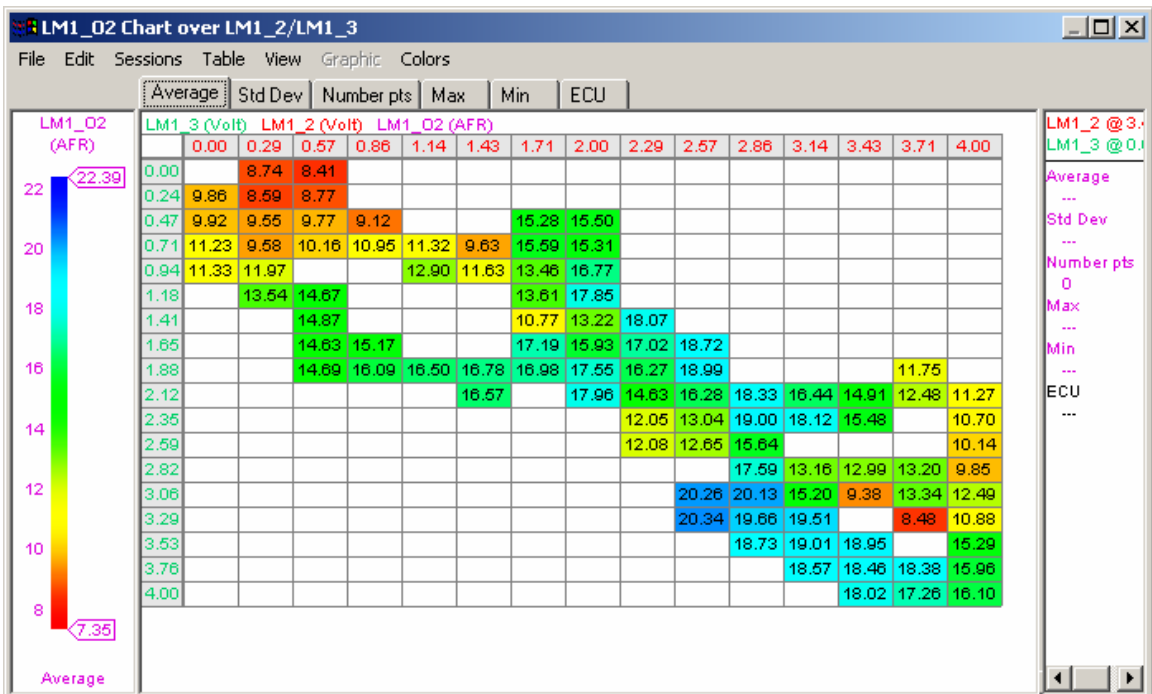 LM1_O2 Chart over LM1_2/LM1_3
File Edit Sessions Table View Graphic Colors
Average Std Dev Number pts Max Min ECU
LM1_O2
(AFR)
22.39
22
20
18
16
14
12
10
8
7.35
Average
LM1_3 (Volt) LM1_2 (Volt) LM1_O2 (AFR)
0.00 0.29 0.57 0.86 1.14 1.43 1.71 2.00 2.29 2.57 2.86 3.14 3.43 3.71 4.00
0.00 8.74 8.41
0.24 9.86 8.59 8.77
0.47 9.92 9.55 9.77 9.12 15.28 15.50
0.71 11.23 9.58 10.16 10.95 11.32 9.63 15.59 15.31
0.94 11.33 11.97 12.90 11.63 13.46 16.77
1.18 13.54 14.67 13.61 17.85
1.41 14.87 10.77 13.22 18.07
1.65 14.63 15.17 17.19 15.93 17.02 18.72
1.88 14.69 16.09 16.50 16.78 16.98 17.55 16.27 18.99 11.75
2.12 16.57 17.96 14.63 16.28 18.33 16.44 14.91 12.48 11.27
2.35 12.05 13.04 19.00 18.12 15.48 10.70
2.59 12.08 12.65 15.64 10.14
2.82 17.59 13.16 12.99 13.20 9.85
3.06 20.26 20.13 15.20 9.38 13.34 12.49
3.29 20.34 19.66 19.51 8.48 10.88
3.53 18.73 19.01 18.95 15.29
3.76 18.57 18.46 18.38 15.96
4.00 18.02 17.26 16.10
LM1_2 @ 3.
LM1_3 @ 0.
Average
---
Std Dev
---
Number pts
0
Max
---
Min
---
ECU
---